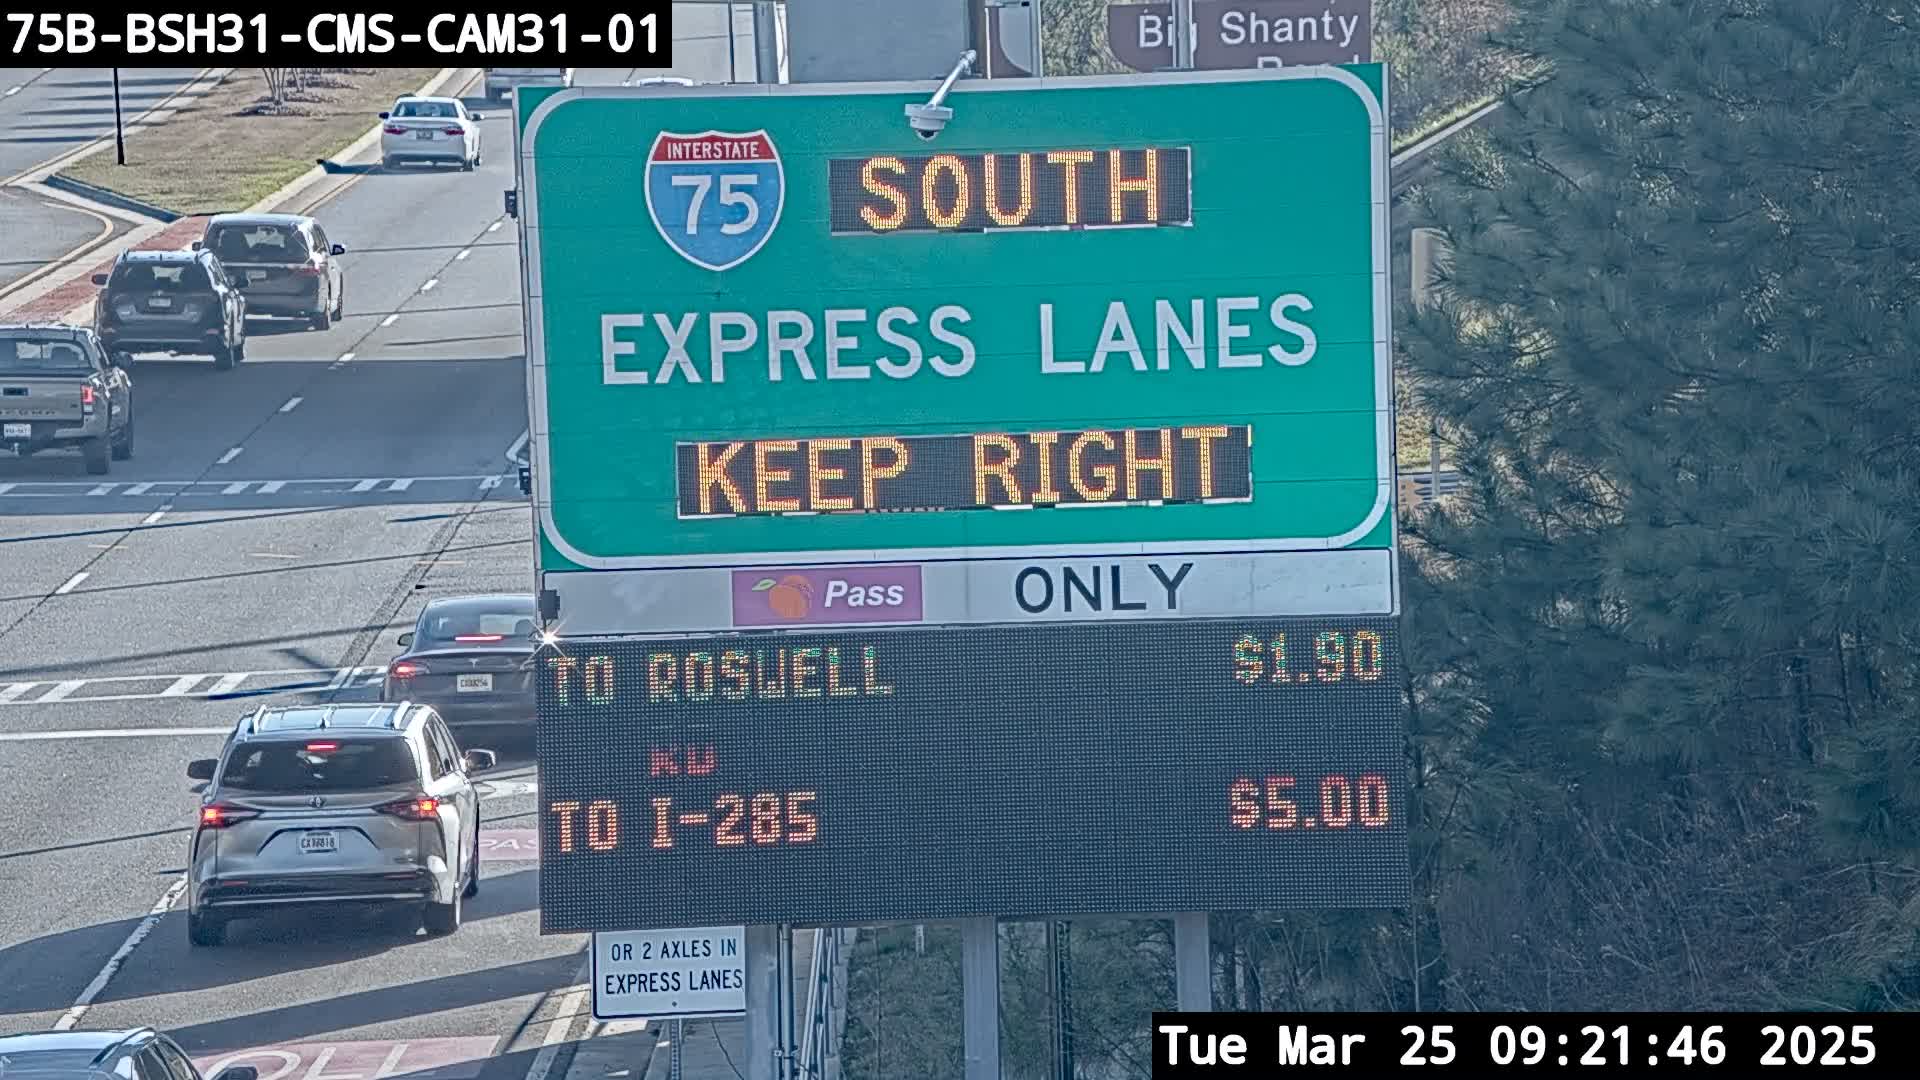 75B-BSH31-CMS-CAM31-01
Big Shanty
Road
INTERSTATE
75
SOUTH
EXPRESS LANES
KEEP RIGHT
Pass
ONLY
TO ROSWELL $1.90
TO I-285 $5.00
OR 2 AXLES IN
EXPRESS LANES
Tue Mar 25 09:21:46 2025